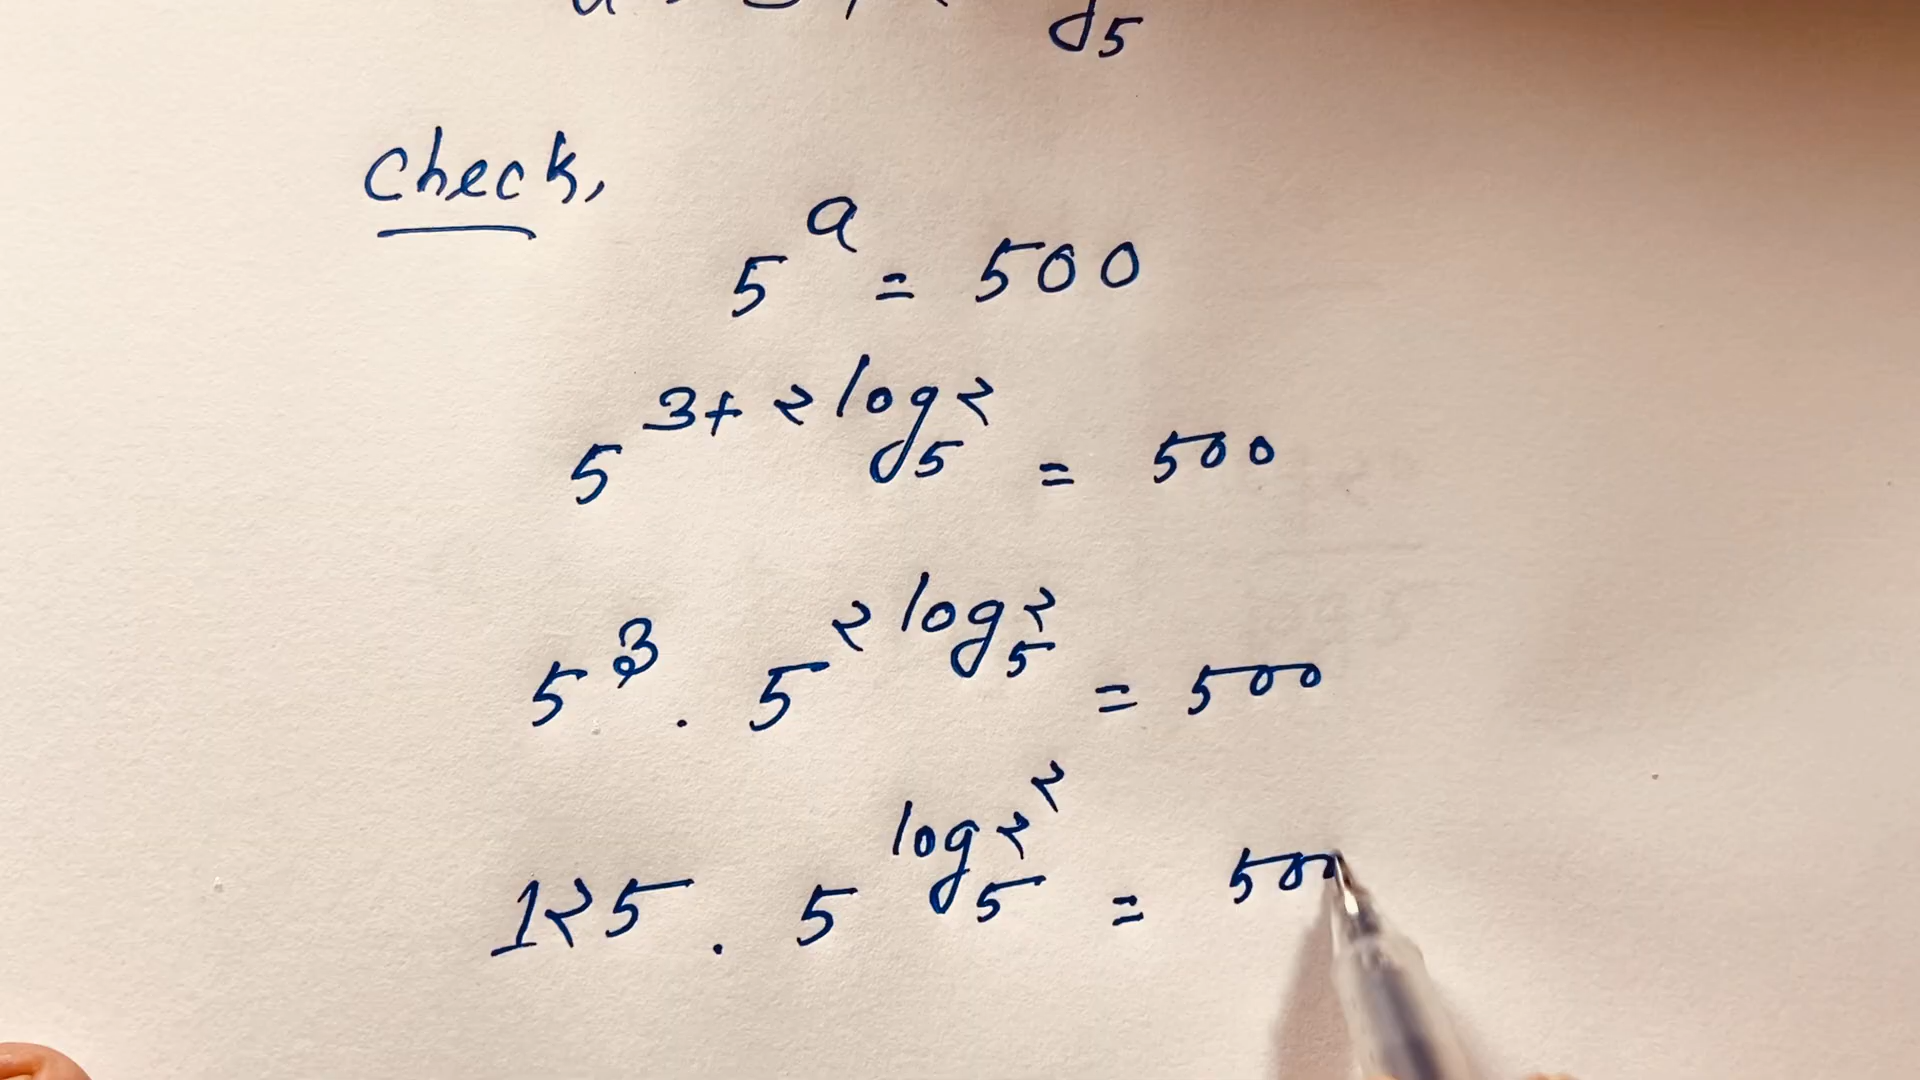 5
Check,
5^a = 500
5^{3+2log_5 2} = 500
5^3 . 5^{2log_5 2} = 500
125 . 5^{log_5 2^2} = 500